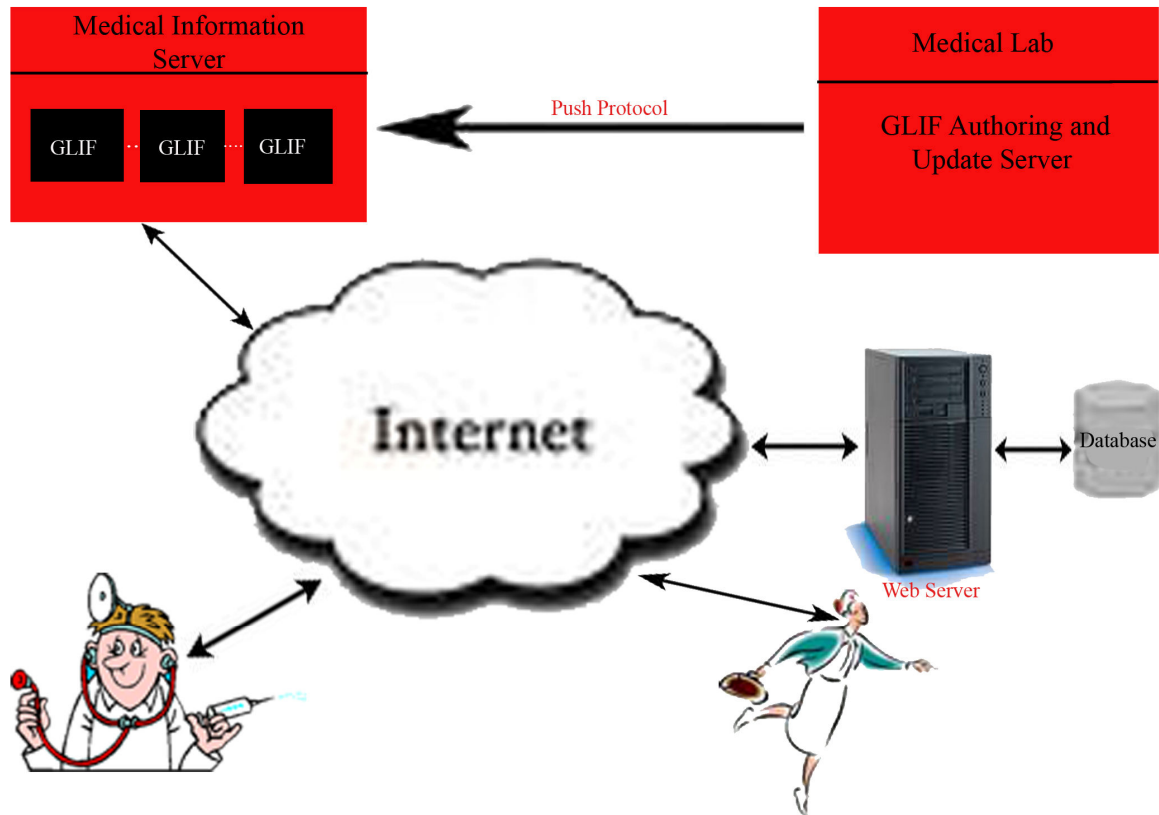 Medical Information
Server
GLIF .. GLIF .... GLIF
Push Protocol
Medical Lab
GLIF Authoring and
Update Server
Internet
Database
Web Server